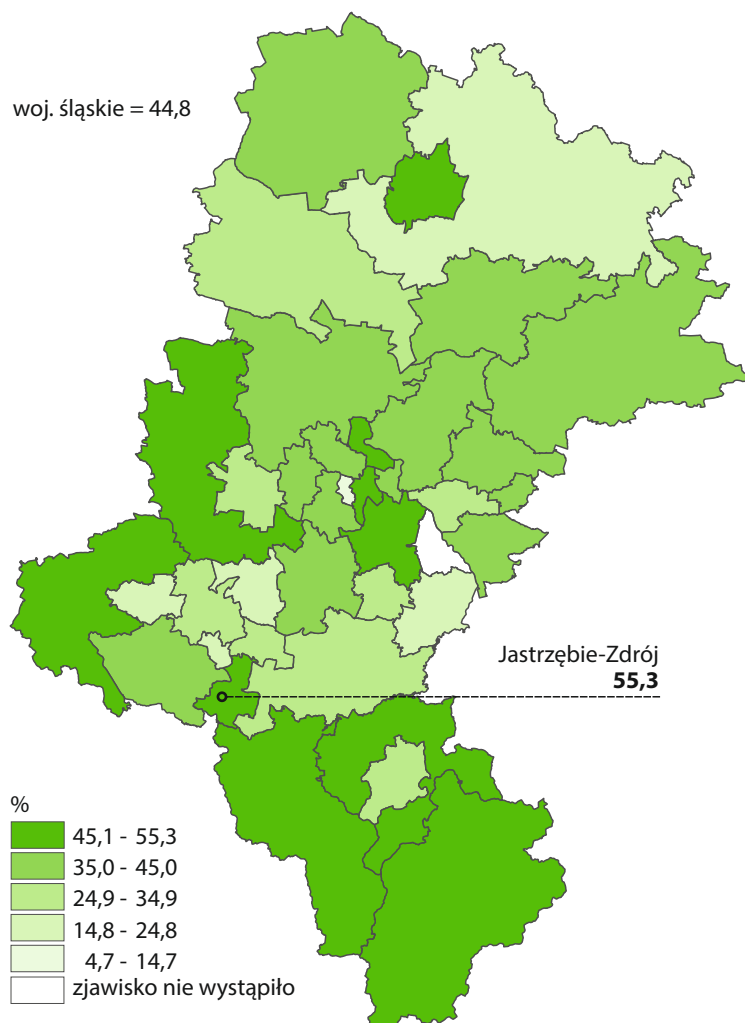 woj. śląskie = 44,8
Jastrzębie-Zdrój
55,3
%
45,1 - 55,3
35,0 - 45,0
24,9 - 34,9
14,8 - 24,8
4,7 - 14,7
zjawisko nie wystąpiło